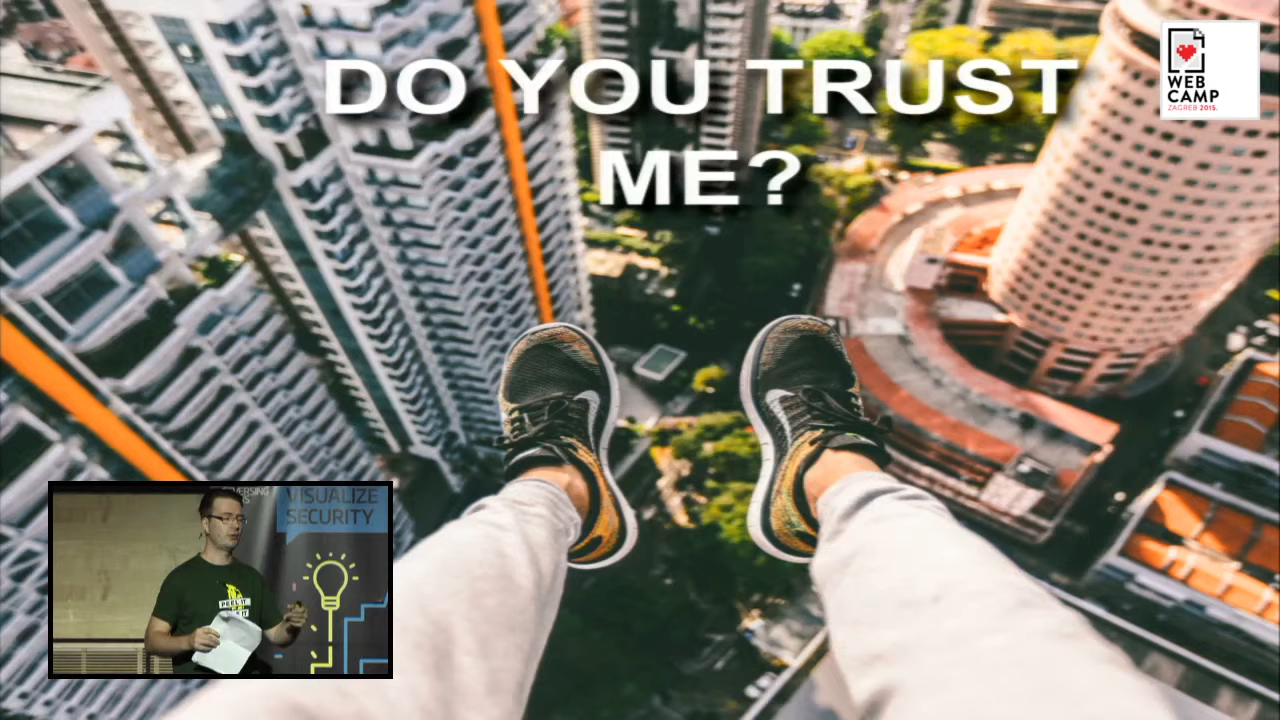 DO YOU TRUST
ME?
WEB
CAMP
ZAGREB 2015.
VISUALIZE
SECURITY